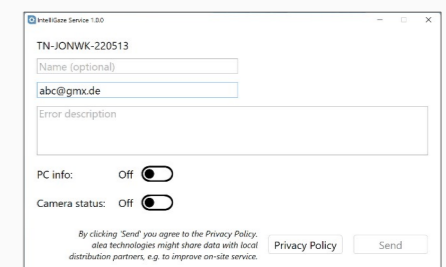 IntelliGaze Service 1.0.0
TN-JONWK-220513
Name (optional)
abc@gmx.de
Error description
PC info: Off
Camera status: Off
By clicking 'Send' you agree to the Privacy Policy.
alea technologies might share data with local
distribution partners, e.g. to improve on-site service.
Privacy Policy
Send